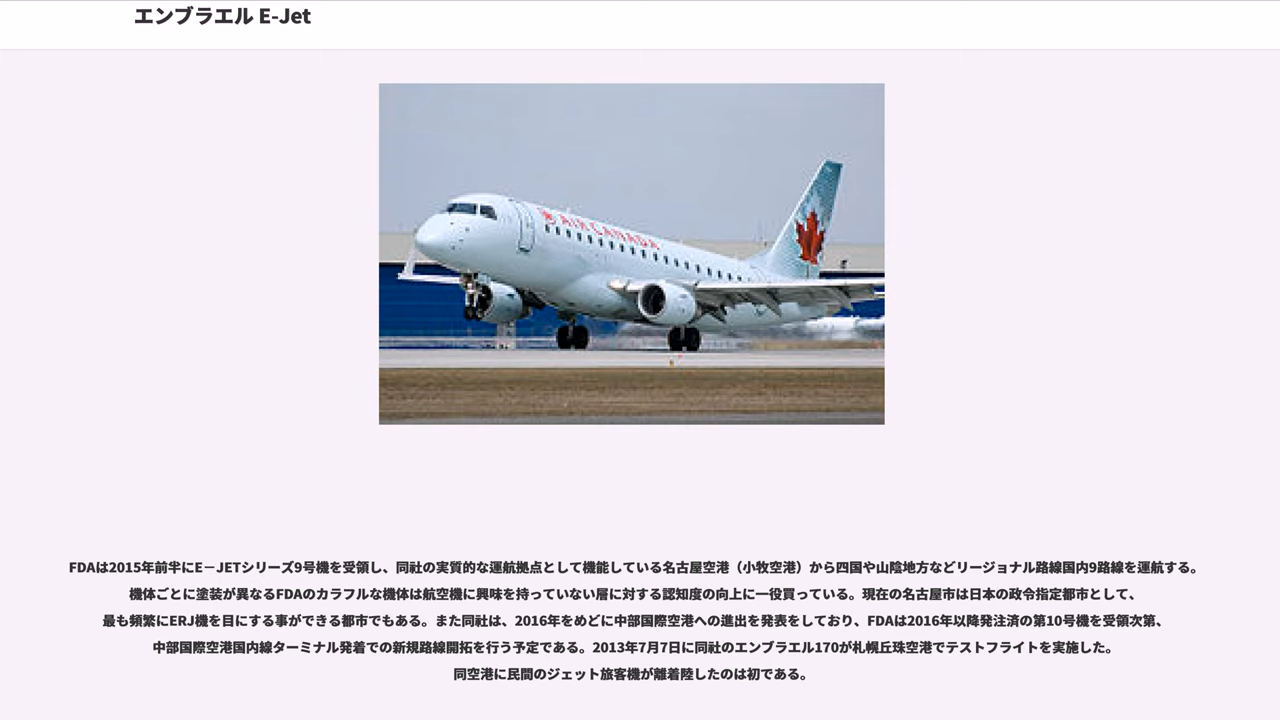 エンブラエル E-Jet
AIR CANADA
FDAは2015年前半にE－JETシリーズ9号機を受領し、同社の実質的な運航拠点として機能している名古屋空港（小牧空港）から四国や山陰地方などリージョナル路線国内9路線を運航する。
機体ごとに塗装が異なるFDAのカラフルな機体は航空機に興味を持っていない層に対する認知度の向上に一役買っている。現在の名古屋市は日本の政令指定都市として、
最も頻繁にERJ機を目にする事ができる都市でもある。また同社は、2016年をめどに中部国際空港への進出を発表をしており、FDAは2016年以降発注済の第10号機を受領次第、
中部国際空港国内線ターミナル発着での新規路線開拓を行う予定である。2013年7月7日に同社のエンブラエル170が札幌丘珠空港でテストフライトを実施した。
同空港に民間のジェット旅客機が離着陸したのは初である。